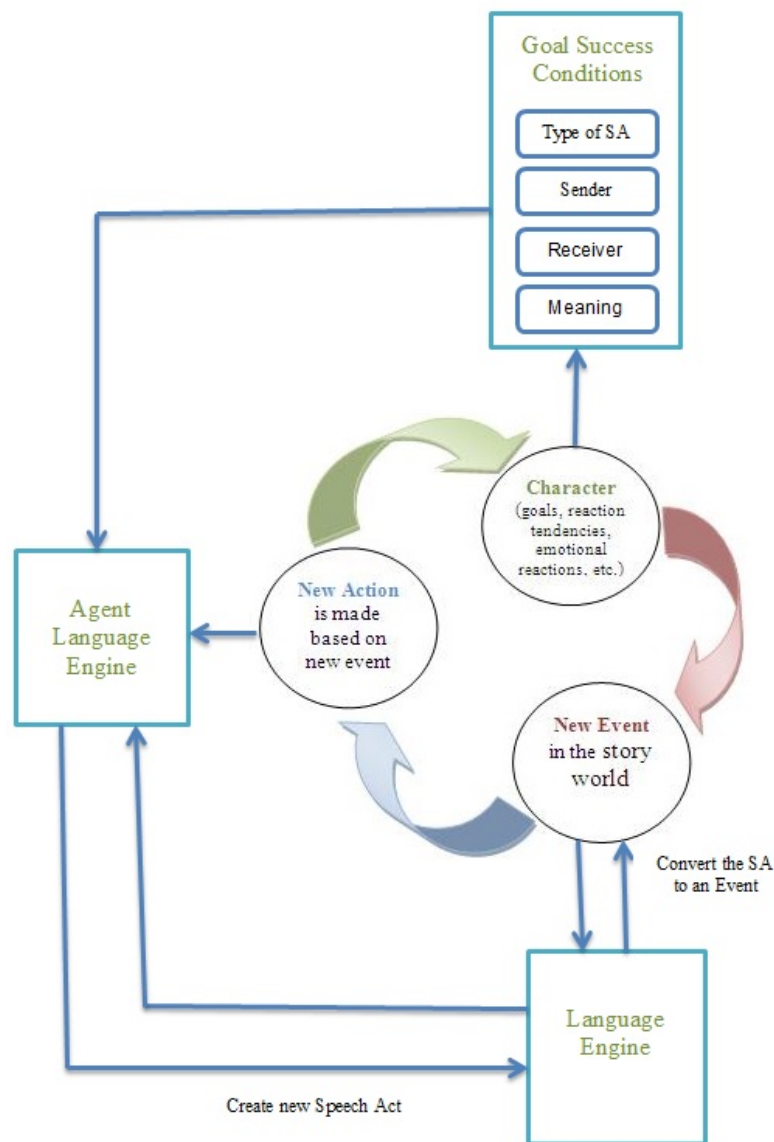 Goal Success
Conditions
Type of SA
Sender
Receiver
Meaning
Character
(goals, reaction
tendencies,
emotional
reactions, etc.)
New Action
is made
based on
new event
Agent
Language
Engine
New Event
in the story
world
Convert the SA
to an Event
Language
Engine
Create new Speech Act